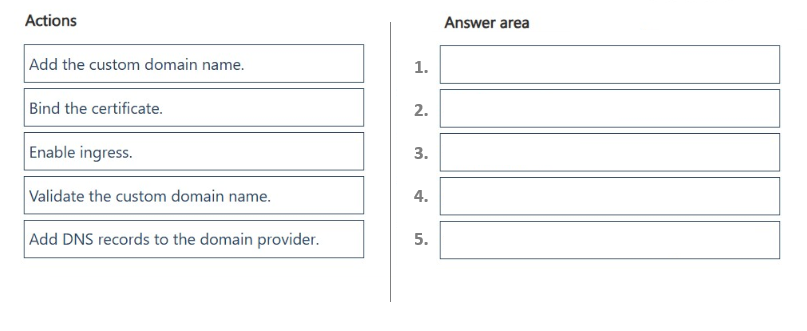 Actions
Add the custom domain name.
Bind the certificate.
Enable ingress.
Validate the custom domain name.
Add DNS records to the domain provider.
Answer area
1.
2.
3.
4.
5.